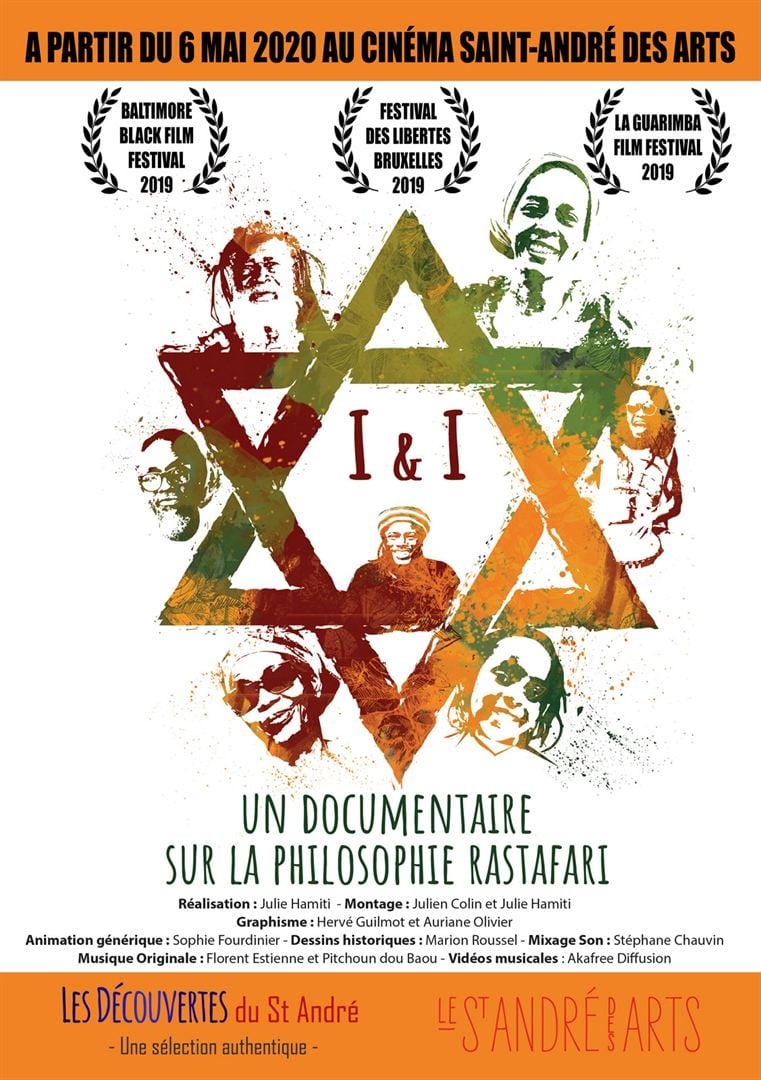 A PARTIR DU 6 MAI 2020 AU CINÉMA SAINT-ANDRÉ DES ARTS
BALTIMORE
BLACK FILM
FESTIVAL
2019
FESTIVAL
DES LIBERTES
BRUXELLES
2019
LA GUARIMBA
FILM FESTIVAL
2019
I & I
UN DOCUMENTAIRE
SUR LA PHILOSOPHIE RASTAFARI
Réalisation : Julie Hamiti - Montage : Julien Colin et Julie Hamiti
Graphisme : Hervé Guilmot et Auriane Olivier
Animation générique : Sophie Fourdinier - Dessins historiques : Marion Roussel - Mixage Son : Stéphane Chauvin
Musique Originale : Florent Estienne et Pitchoun dou Baou - Vidéos musicales : Akafree Diffusion
LES DÉCOUVERTES du St André
- Une sélection authentique -
LE ST ANDRÉ DES ARTS